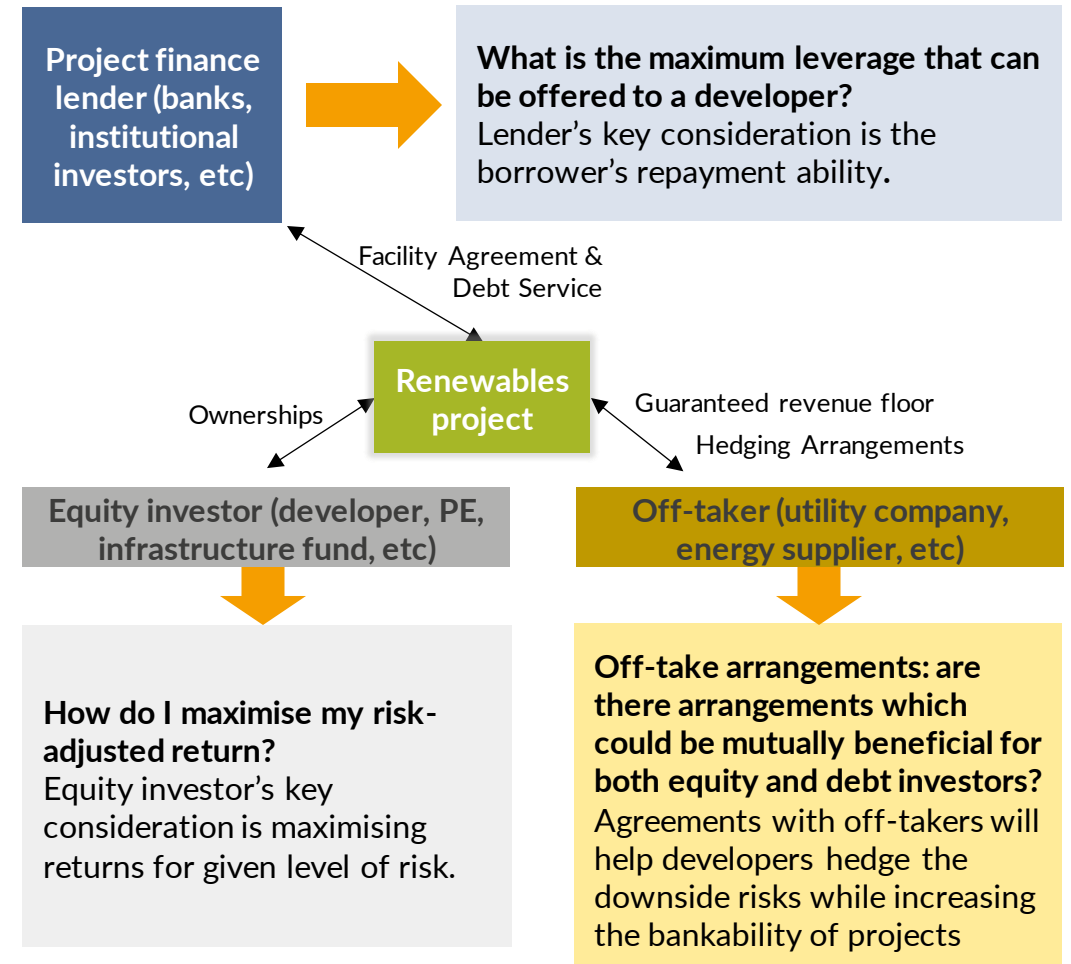 Project finance
lender (banks,
institutional
investors, etc)
What is the maximum leverage that can
be offered to a developer?
Lender’s key consideration is the
borrower’s repayment ability.
Facility Agreement &
Debt Service
Renewables
project
Ownerships
Guaranteed revenue floor
Hedging Arrangements
Equity investor (developer, PE,
infrastructure fund, etc)
Off-taker (utility company,
energy supplier, etc)
How do I maximise my risk-
adjusted return?
Equity investor’s key
consideration is maximising
returns for given level of risk.
Off-take arrangements: are
there arrangements which
could be mutually beneficial for
both equity and debt investors?
Agreements with off-takers will
help developers hedge the
downside risks while increasing
the bankability of projects